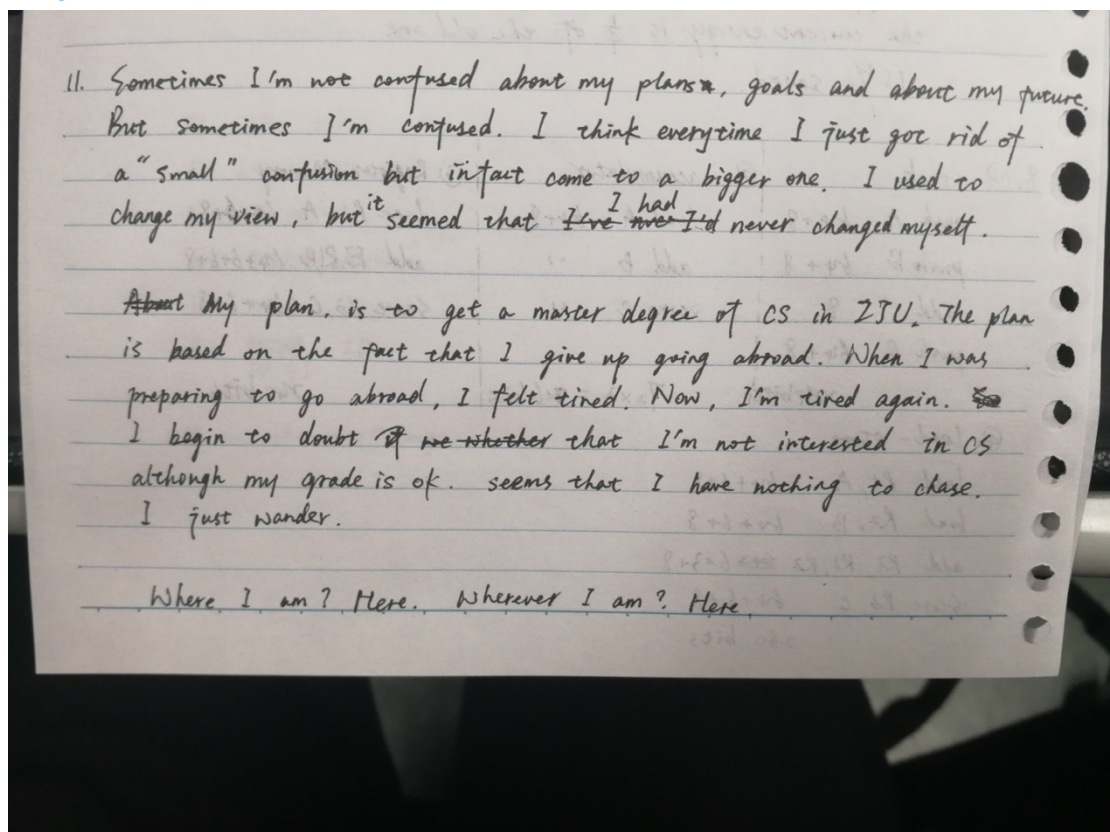 11. Sometimes I'm not confused about my plans, goals and about my future.
But sometimes I'm confused. I think everytime I just got rid of
a "small" confusion but infact come to a bigger one. I used to
change my view, but it seemed that I had never changed myself.
My plan. is to get a master degree of CS in ZJU. The plan
is based on the fact that I give up going abroad. When I was
preparing to go abroad, I felt tired. Now, I'm tired again.
I begin to doubt that I'm not interested in CS
although my grade is ok. seems that I have nothing to chase.
I just wander.
Where I am? Here. Wherever I am? Here